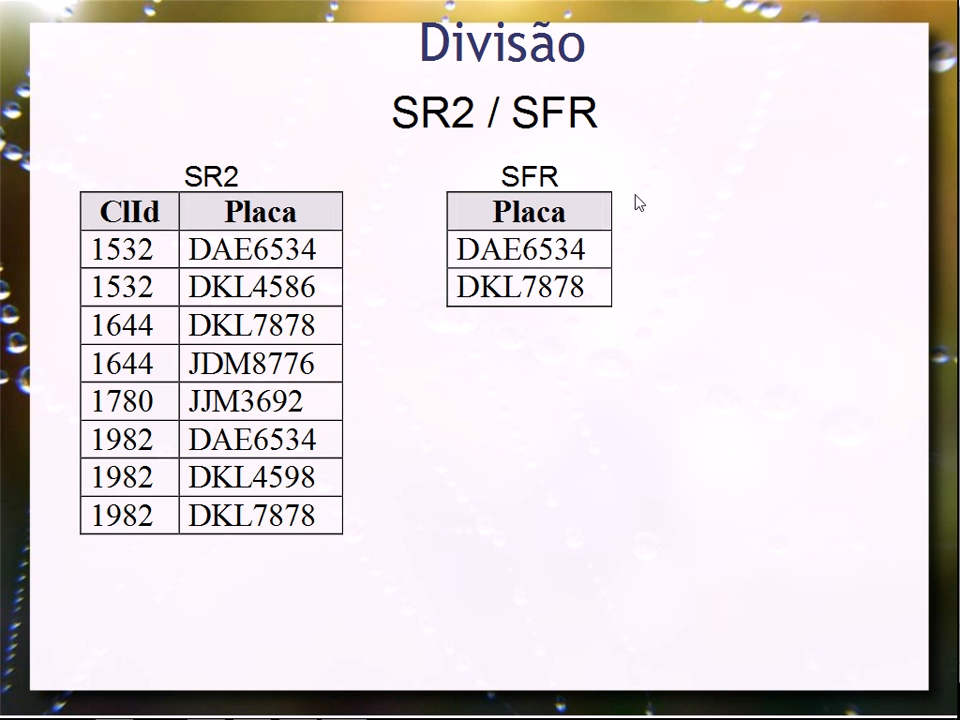 Divisão
SR2 / SFR
SR2
ClId Placa
1532 DAE6534
1532 DKL4586
1644 DKL7878
1644 JDM8776
1780 JJM3692
1982 DAE6534
1982 DKL4598
1982 DKL7878
SFR
Placa
DAE6534
DKL7878